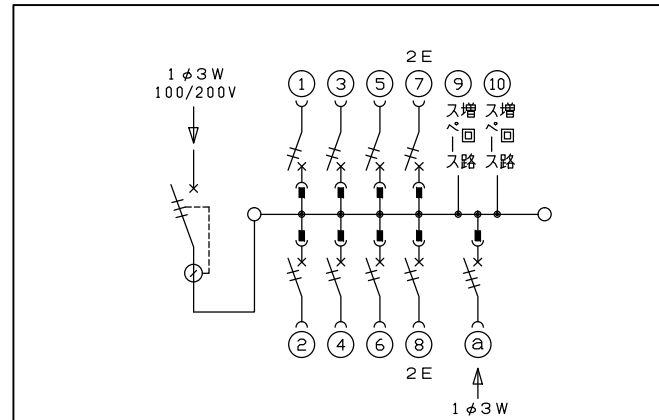 2E
1φ3W
100/200V
① ③ ⑤ ⑦ ⑨ ⑩
増回路
スペース
増回路
スペース
② ④ ⑥ ⑧ ⓐ
2E
1φ3W